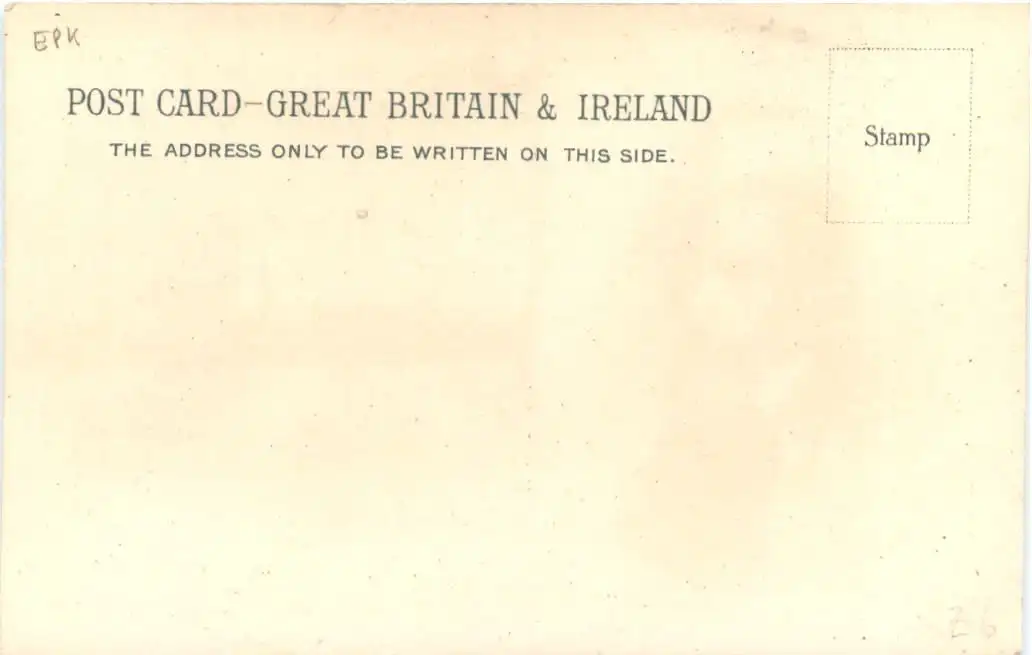 EPK
POST CARD–GREAT BRITAIN & IRELAND
THE ADDRESS ONLY TO BE WRITTEN ON THIS SIDE.
Stamp